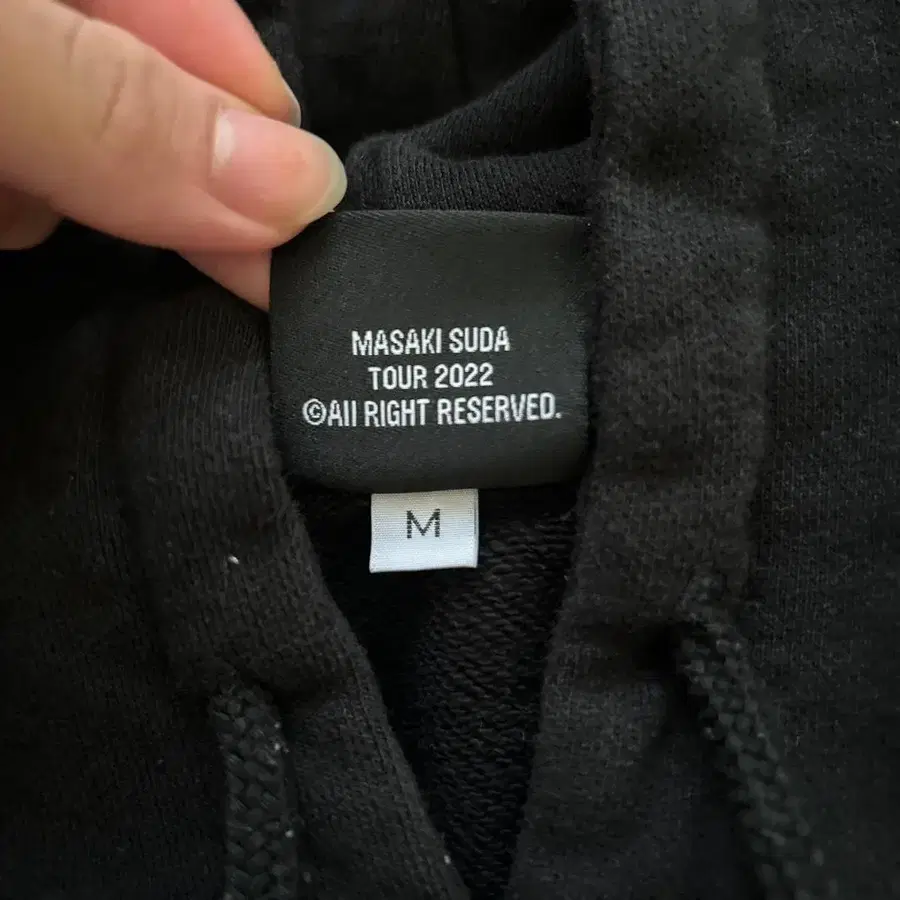 MASAKI SUDA
TOUR 2022
©All RIGHT RESERVED.
M